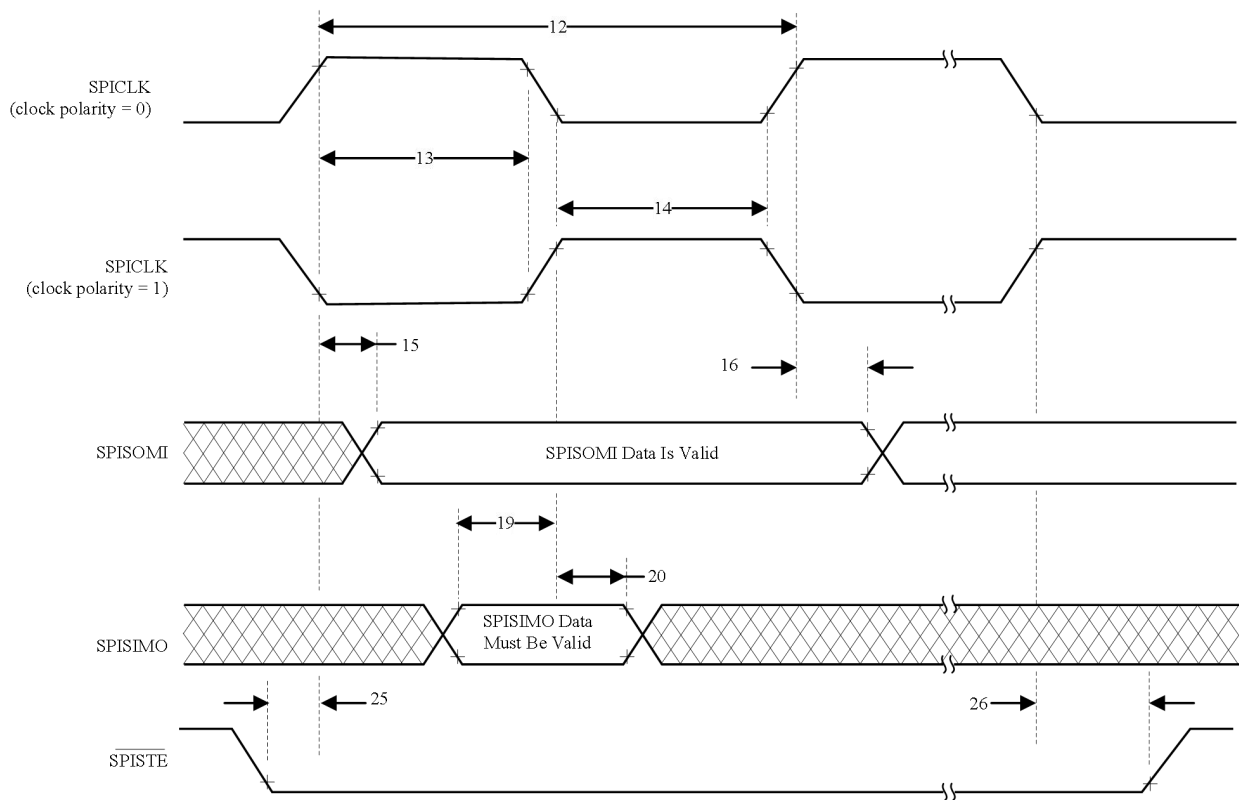 12
SPICLK
(clock polarity = 0)
13
14
SPICLK
(clock polarity = 1)
15
16
SPISOMI
SPISOMI Data Is Valid
19
20
SPISIMO
SPISIMO Data
Must Be Valid
25
26
SPISTE